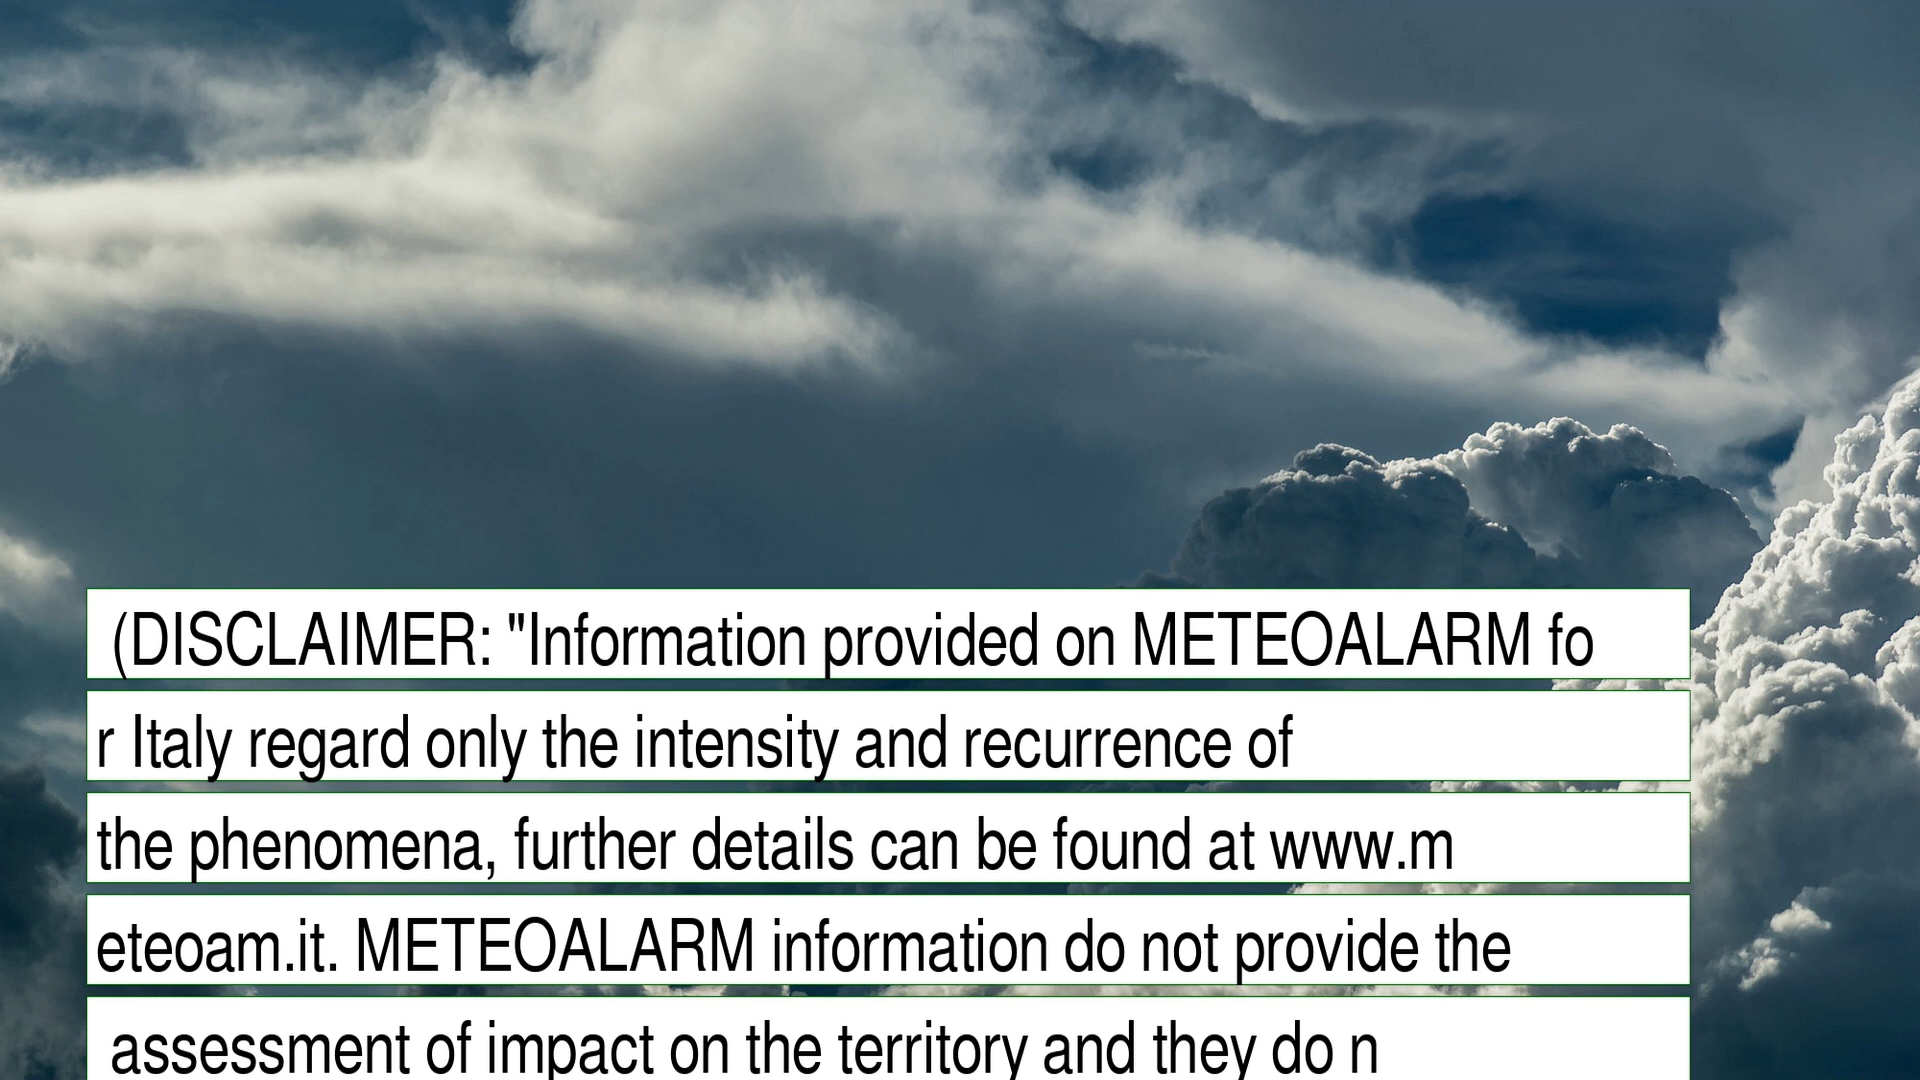 (DISCLAIMER: "Information provided on METEOALARM fo
r Italy regard only the intensity and recurrence of
the phenomena, further details can be found at www.m
eteoam.it. METEOALARM information do not provide the
assessment of impact on the territory and they do n